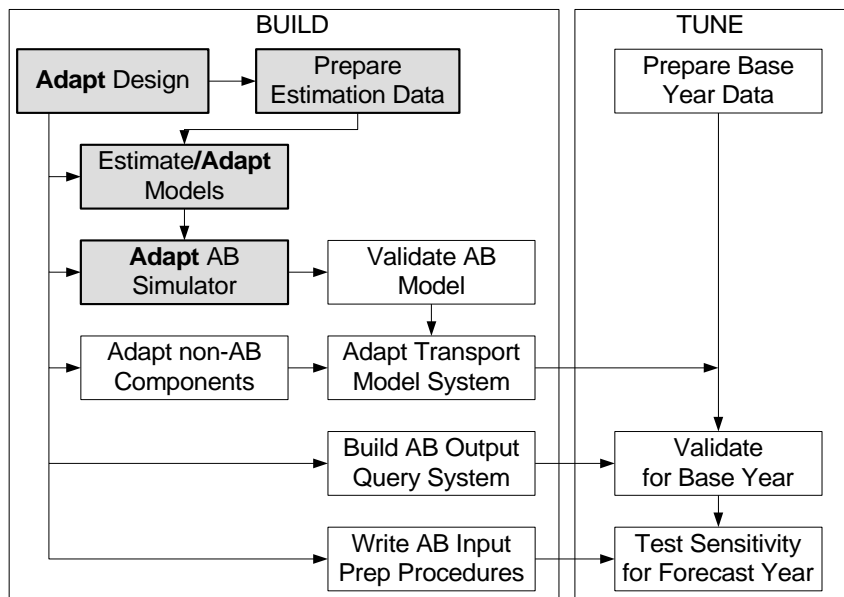 BUILD
TUNE
Adapt Design
Prepare
Estimation Data
Prepare Base
Year Data
Estimate/Adapt
Models
Adapt AB
Simulator
Validate AB
Model
Adapt non-AB
Components
Adapt Transport
Model System
Build AB Output
Query System
Validate
for Base Year
Write AB Input
Prep Procedures
Test Sensitivity
for Forecast Year